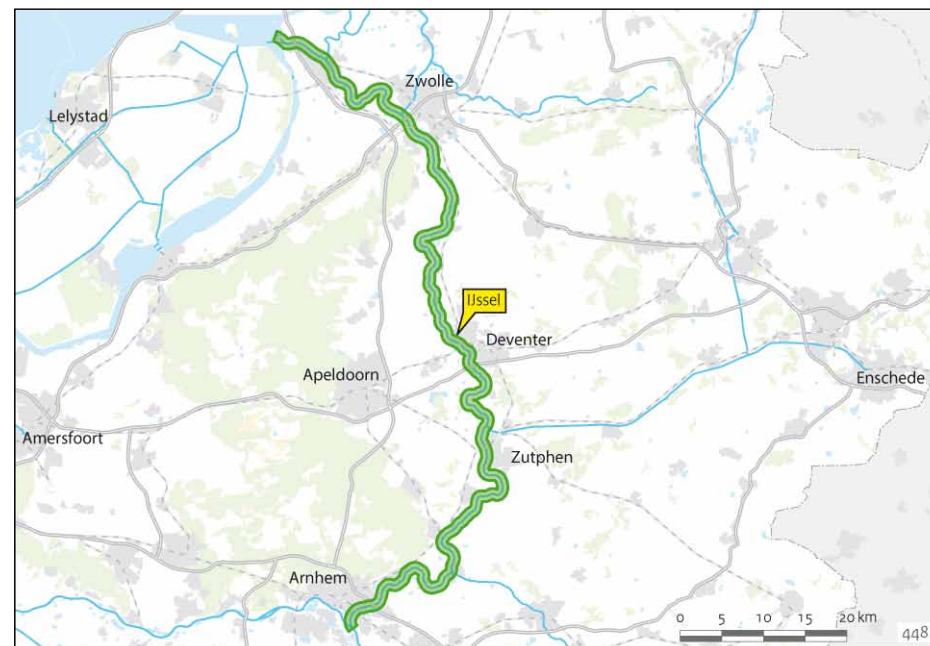 Zwolle
Lelystad
IJssel
Deventer
Apeldoorn
Enschede
Amersfoort
Zutphen
Arnhem
0 5 10 15 20 km
448